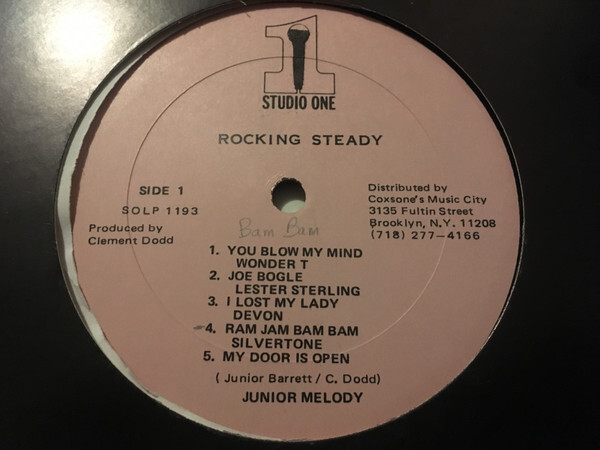 1
STUDIO ONE
ROCKING STEADY
SIDE 1
SOLP 1193
Produced by
Clement Dodd
Distributed by
Coxsone's Music City
3135 Fultin Street
Brooklyn, N.Y. 11208
(718) 277-4166
Bam Bam
1. YOU BLOW MY MIND
WONDER T
2. JOE BOGLE
LESTER STERLING
3. I LOST MY LADY
DEVON
4. RAM JAM BAM BAM
SILVERTONE
5. MY DOOR IS OPEN
( Junior Barrett / C. Dodd)
JUNIOR MELODY